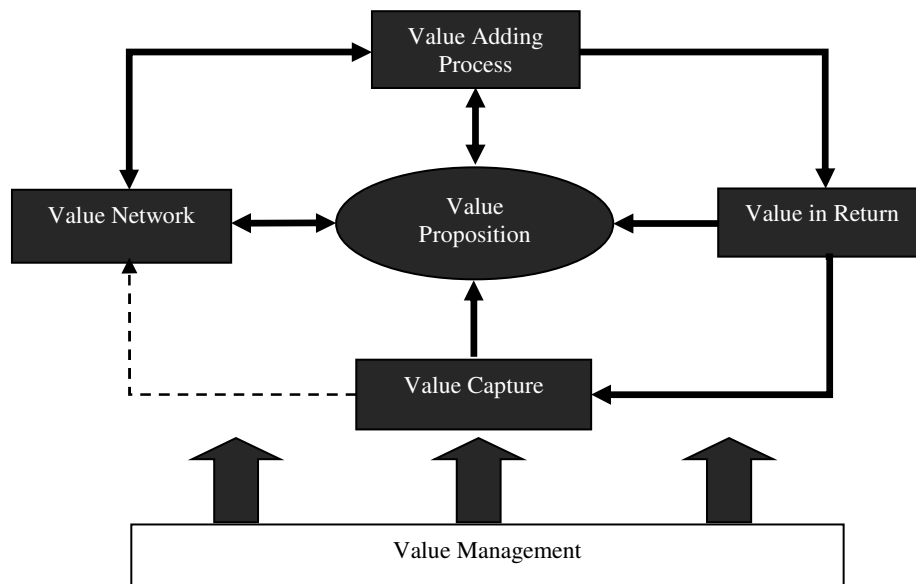 Value Adding
Process
Value Network
Value
Proposition
Value in Return
Value Capture
Value Management